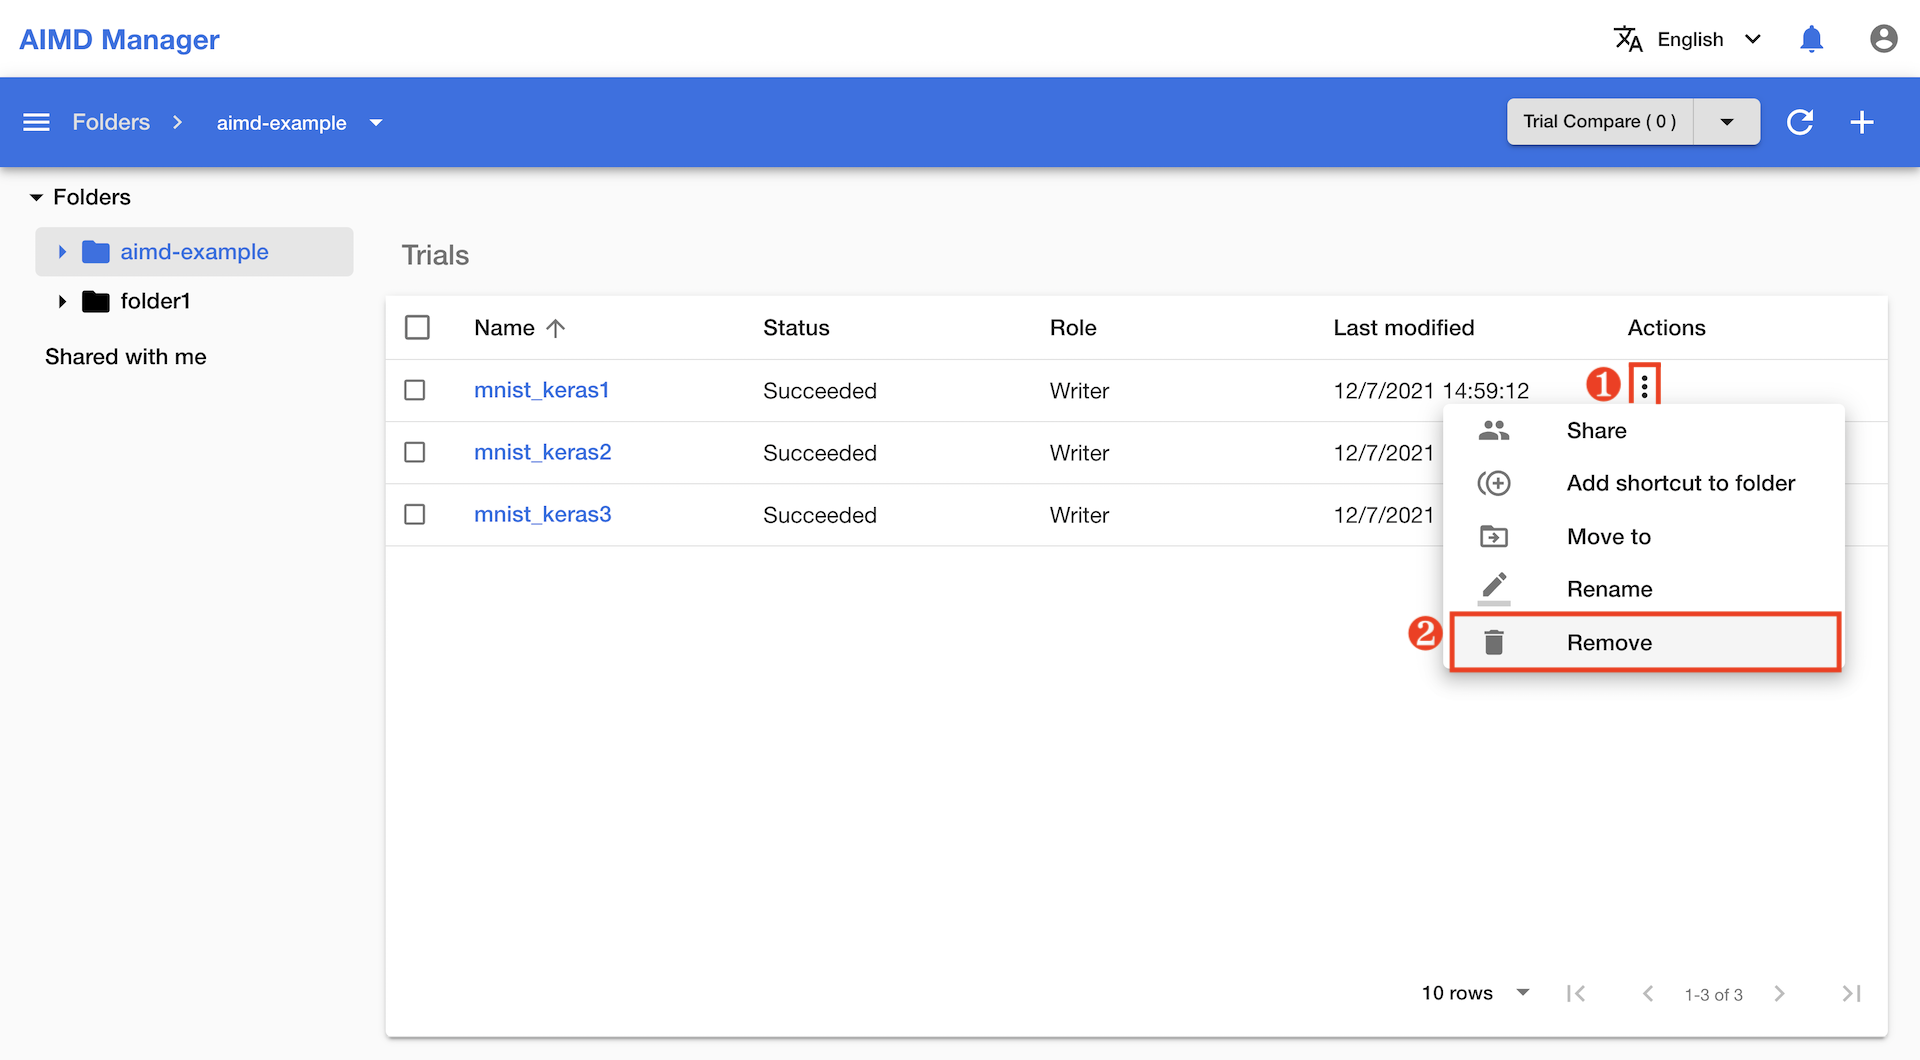 AIMD Manager
English
Folders
aimd-example
Trial Compare ( 0 )
Folders
aimd-example
folder1
Shared with me
Trials
Name Status Role Last modified Actions
mnist_keras1 Succeeded Writer 12/7/2021 14:59:12 1
mnist_keras2 Succeeded Writer 12/7/2021
mnist_keras3 Succeeded Writer 12/7/2021
Share
Add shortcut to folder
Move to
Rename
2 Remove
10 rows 1-3 of 3